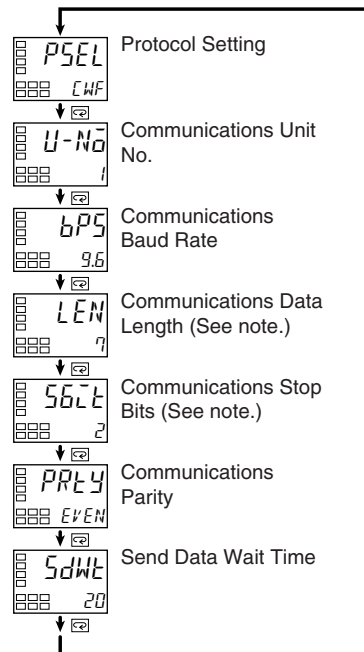 PSEL
Protocol Setting
CWF
U-No
Communications Unit
No.
1
bPS
Communications
Baud Rate
9.6
LEN
Communications Data
Length (See note.)
7
Sbit
Communications Stop
Bits (See note.)
2
PRtY
Communications
Parity
EVEN
SdWt
Send Data Wait Time
20